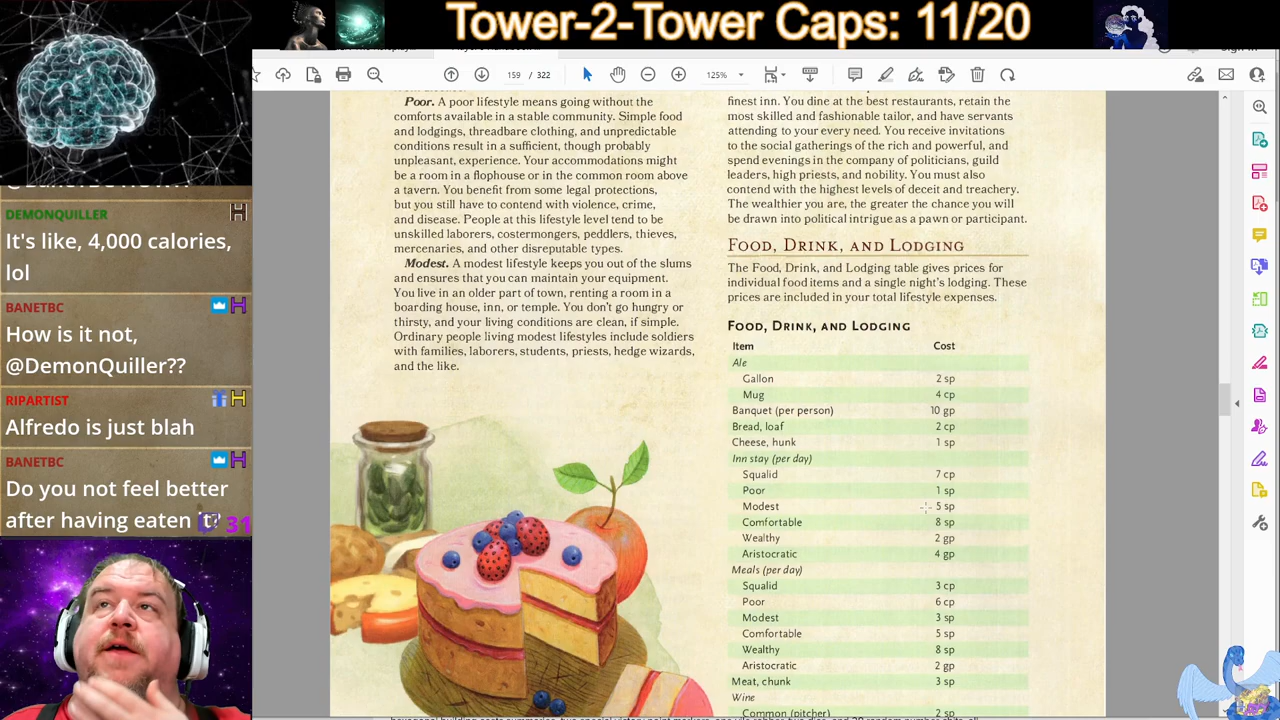 Tower-2-Tower Caps: 11/20
159 / 322
125%
DEMONQUILLER
It's like, 4,000 calories,
lol
BANETBC
How is it not,
@DemonQuiller??
RIPARTIST
Alfredo is just blah
BANETBC
Do you not feel better
after having eaten it?
31
Poor. A poor lifestyle means going without the
comforts available in a stable community. Simple food
and lodgings, threadbare clothing, and unpredictable
conditions result in a sufficient, though probably
unpleasant, experience. Your accommodations might
be a room in a flophouse or in the common room above
a tavern. You benefit from some legal protections,
but you still have to contend with violence, crime,
and disease. People at this lifestyle level tend to be
unskilled laborers, costermongers, peddlers, thieves,
mercenaries, and other disreputable types.
Modest. A modest lifestyle keeps you out of the slums
and ensures that you can maintain your equipment.
You live in an older part of town, renting a room in a
boarding house, inn, or temple. You don't go hungry or
thirsty, and your living conditions are clean, if simple.
Ordinary people living modest lifestyles include soldiers
with families, laborers, students, priests, hedge wizards,
and the like.
finest inn. You dine at the best restaurants, retain the
most skilled and fashionable tailor, and have servants
attending to your every need. You receive invitations
to the social gatherings of the rich and powerful, and
spend evenings in the company of politicians, guild
leaders, high priests, and nobility. You must also
contend with the highest levels of deceit and treachery.
The wealthier you are, the greater the chance you will
be drawn into political intrigue as a pawn or participant.
FOOD, DRINK, AND LODGING
The Food, Drink, and Lodging table gives prices for
individual food items and a single night's lodging. These
prices are included in your total lifestyle expenses.
FOOD, DRINK, AND LODGING
Item Cost
Ale
Gallon 2 sp
Mug 4 cp
Banquet (per person) 10 gp
Bread, loaf 2 cp
Cheese, hunk 1 sp
Inn stay (per day)
Squalid 7 cp
Poor 1 sp
Modest 5 sp
Comfortable 8 sp
Wealthy 2 gp
Aristocratic 4 gp
Meals (per day)
Squalid 3 cp
Poor 6 cp
Modest 3 sp
Comfortable 5 sp
Wealthy 8 sp
Aristocratic 2 gp
Meat, chunk 3 sp
Wine
Common (pitcher) 2 sp